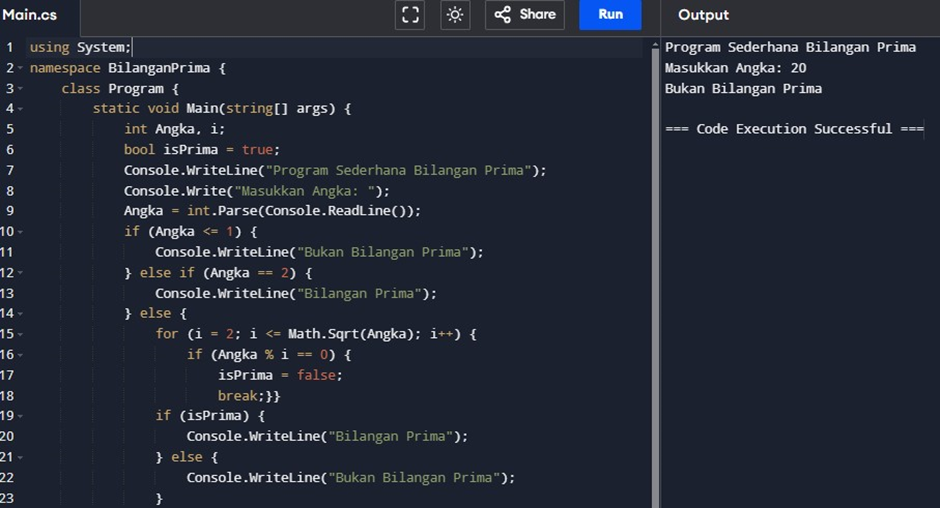 Main.cs Share Run Output
1 using System;
2 namespace BilanganPrima {
3 class Program {
4 static void Main(string[] args) {
5 int Angka, i;
6 bool isPrima = true;
7 Console.WriteLine("Program Sederhana Bilangan Prima");
8 Console.Write("Masukkan Angka: ");
9 Angka = int.Parse(Console.ReadLine());
10 if (Angka <= 1) {
11 Console.WriteLine("Bukan Bilangan Prima");
12 } else if (Angka == 2) {
13 Console.WriteLine("Bilangan Prima");
14 } else {
15 for (i = 2; i <= Math.Sqrt(Angka); i++) {
16 if (Angka % i == 0) {
17 isPrima = false;
18 break;}}
19 if (isPrima) {
20 Console.WriteLine("Bilangan Prima");
21 } else {
22 Console.WriteLine("Bukan Bilangan Prima");
23 }
Program Sederhana Bilangan Prima
Masukkan Angka: 20
Bukan Bilangan Prima
=== Code Execution Successful ===